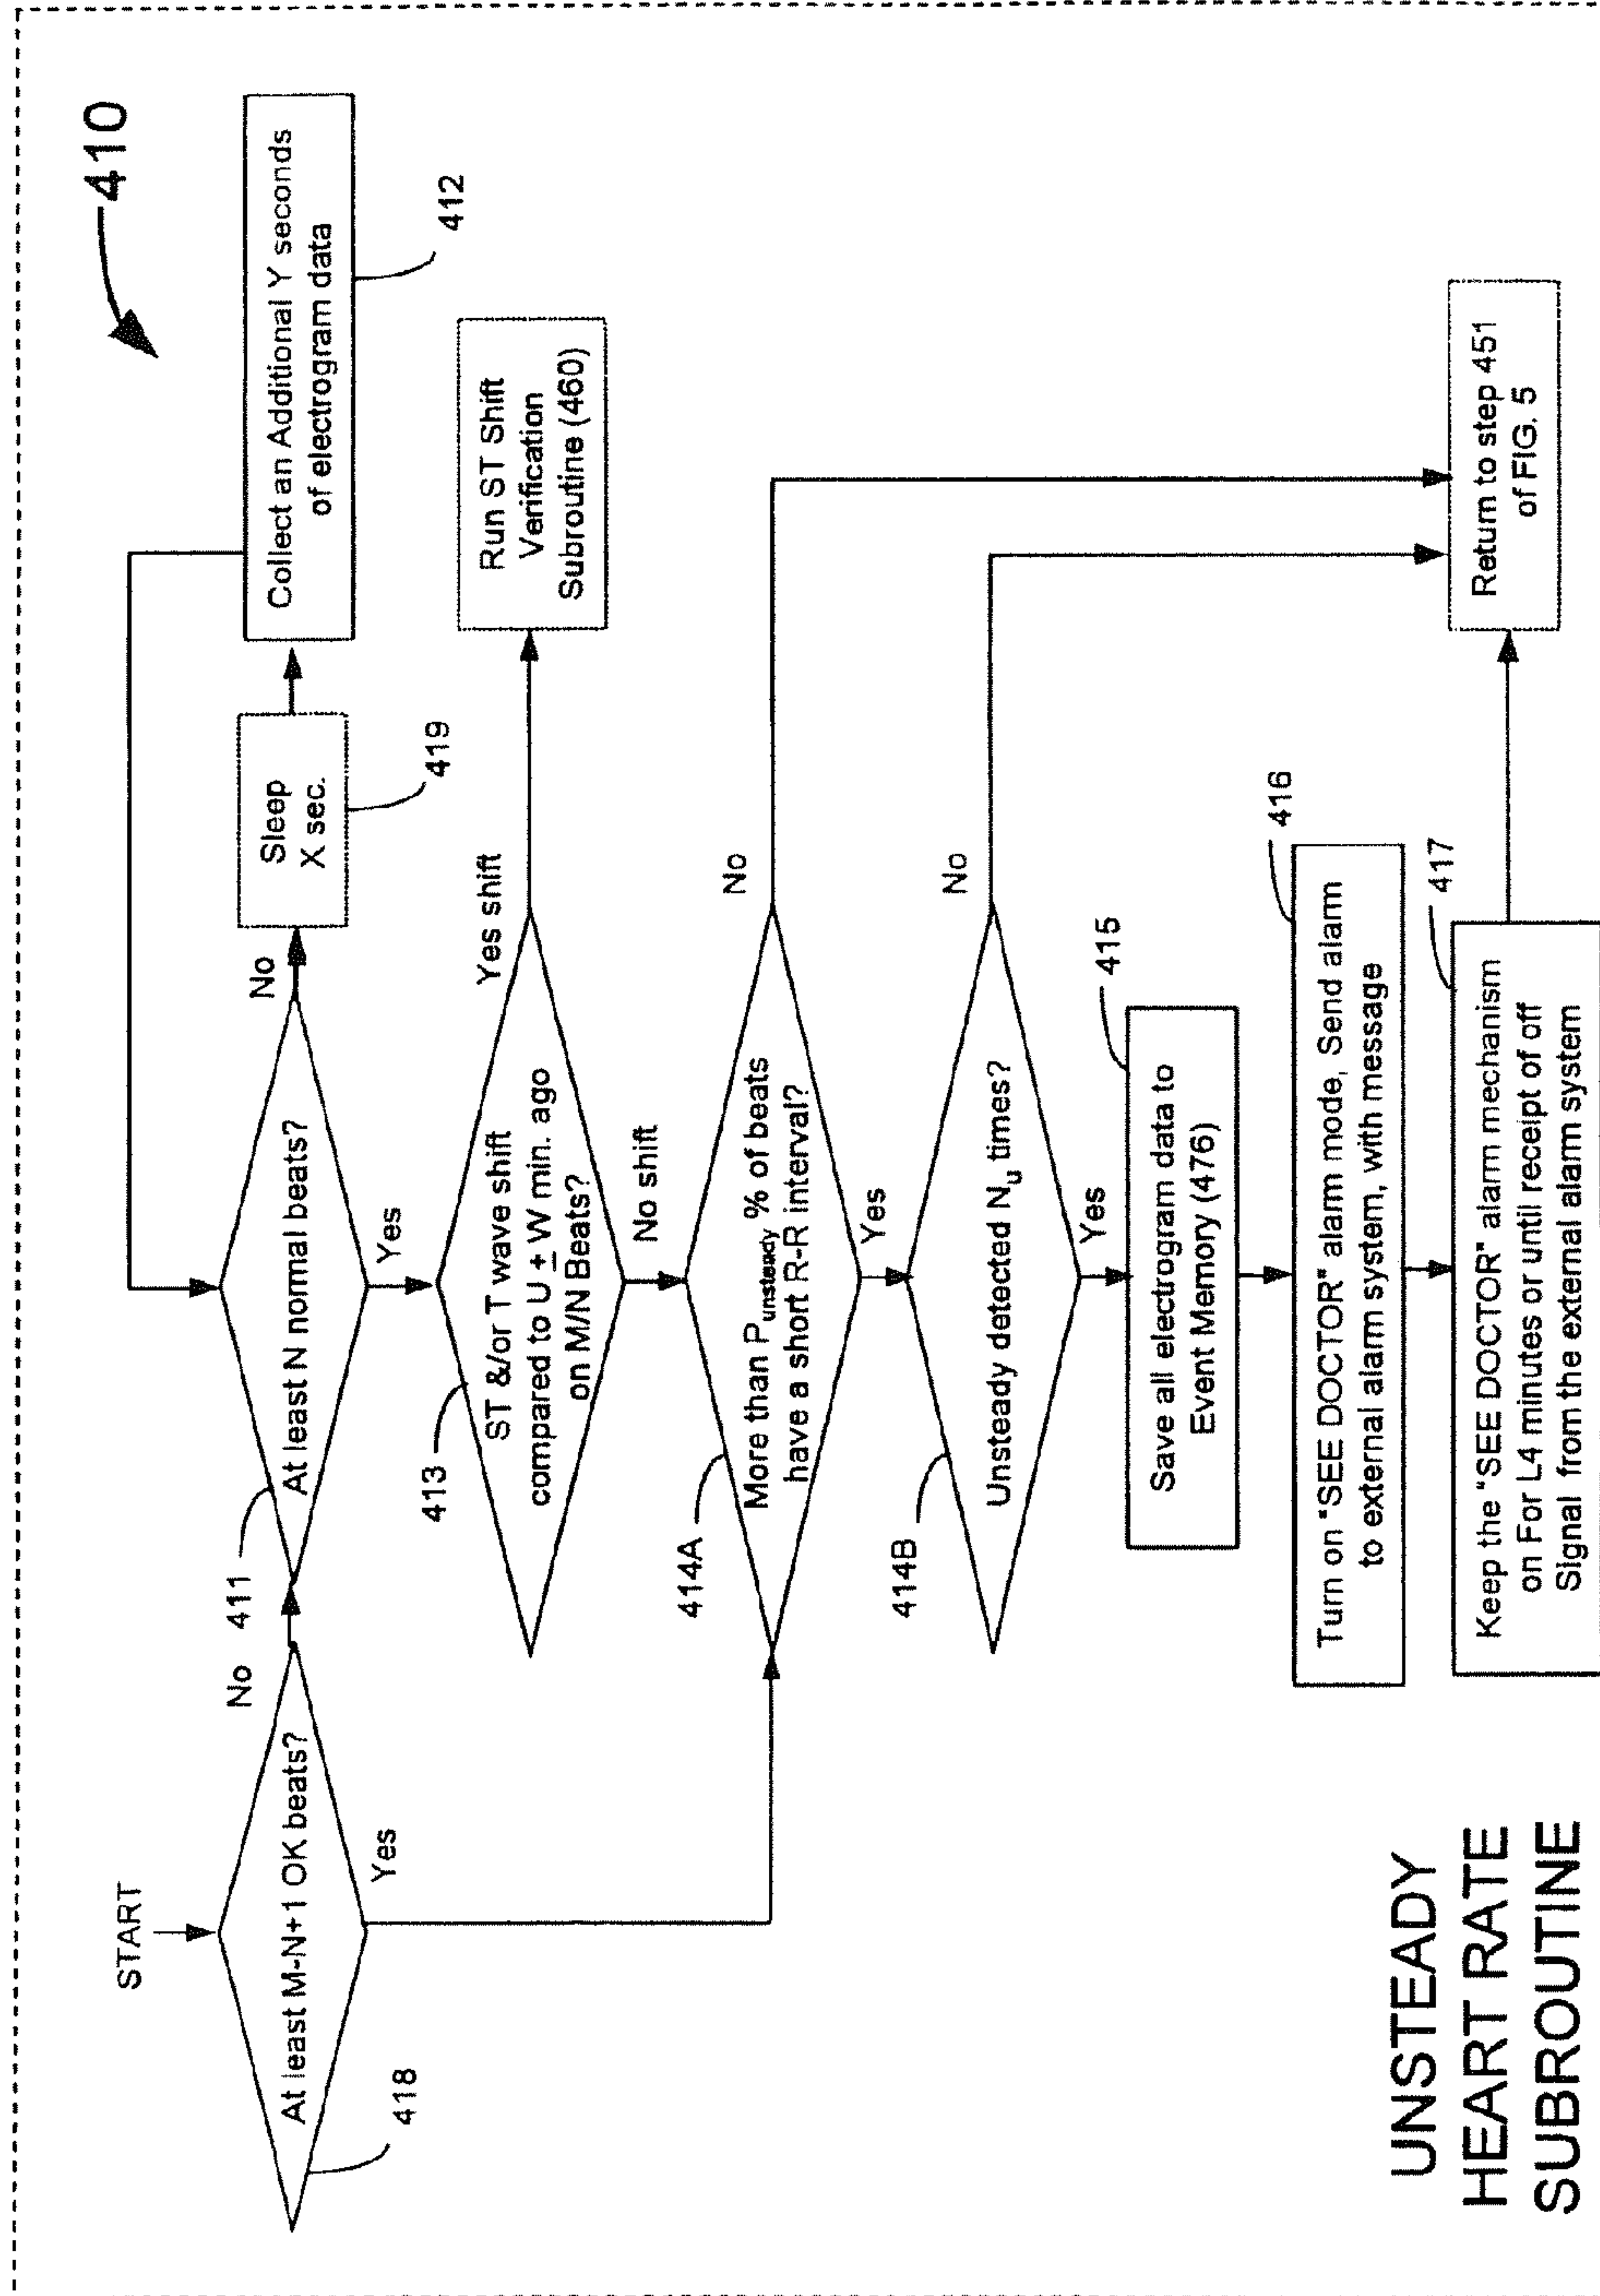 410
START
At least M-N+1 OK beats?
418
No
Yes
411
At least N normal beats?
No
Yes
Sleep
X sec.
419
Collect an Additional Y seconds
of electrogram data
412
413
ST &/or T wave shift
compared to U ± W min. ago
on M/N Beats?
Yes shift
No shift
Run ST Shift
Verification
Subroutine (460)
414A
More than Punsteady % of beats
have a short R-R interval?
No
Yes
414B
Unsteady detected Nu times?
No
Yes
415
Save all electrogram data to
Event Memory (476)
416
Turn on "SEE DOCTOR" alarm mode, Send alarm
to external alarm system, with message
417
Keep the "SEE DOCTOR" alarm mechanism
on For L4 minutes or until receipt of off
Signal from the external alarm system
Return to step 451
of FIG. 5
UNSTEADY
HEART RATE
SUBROUTINE